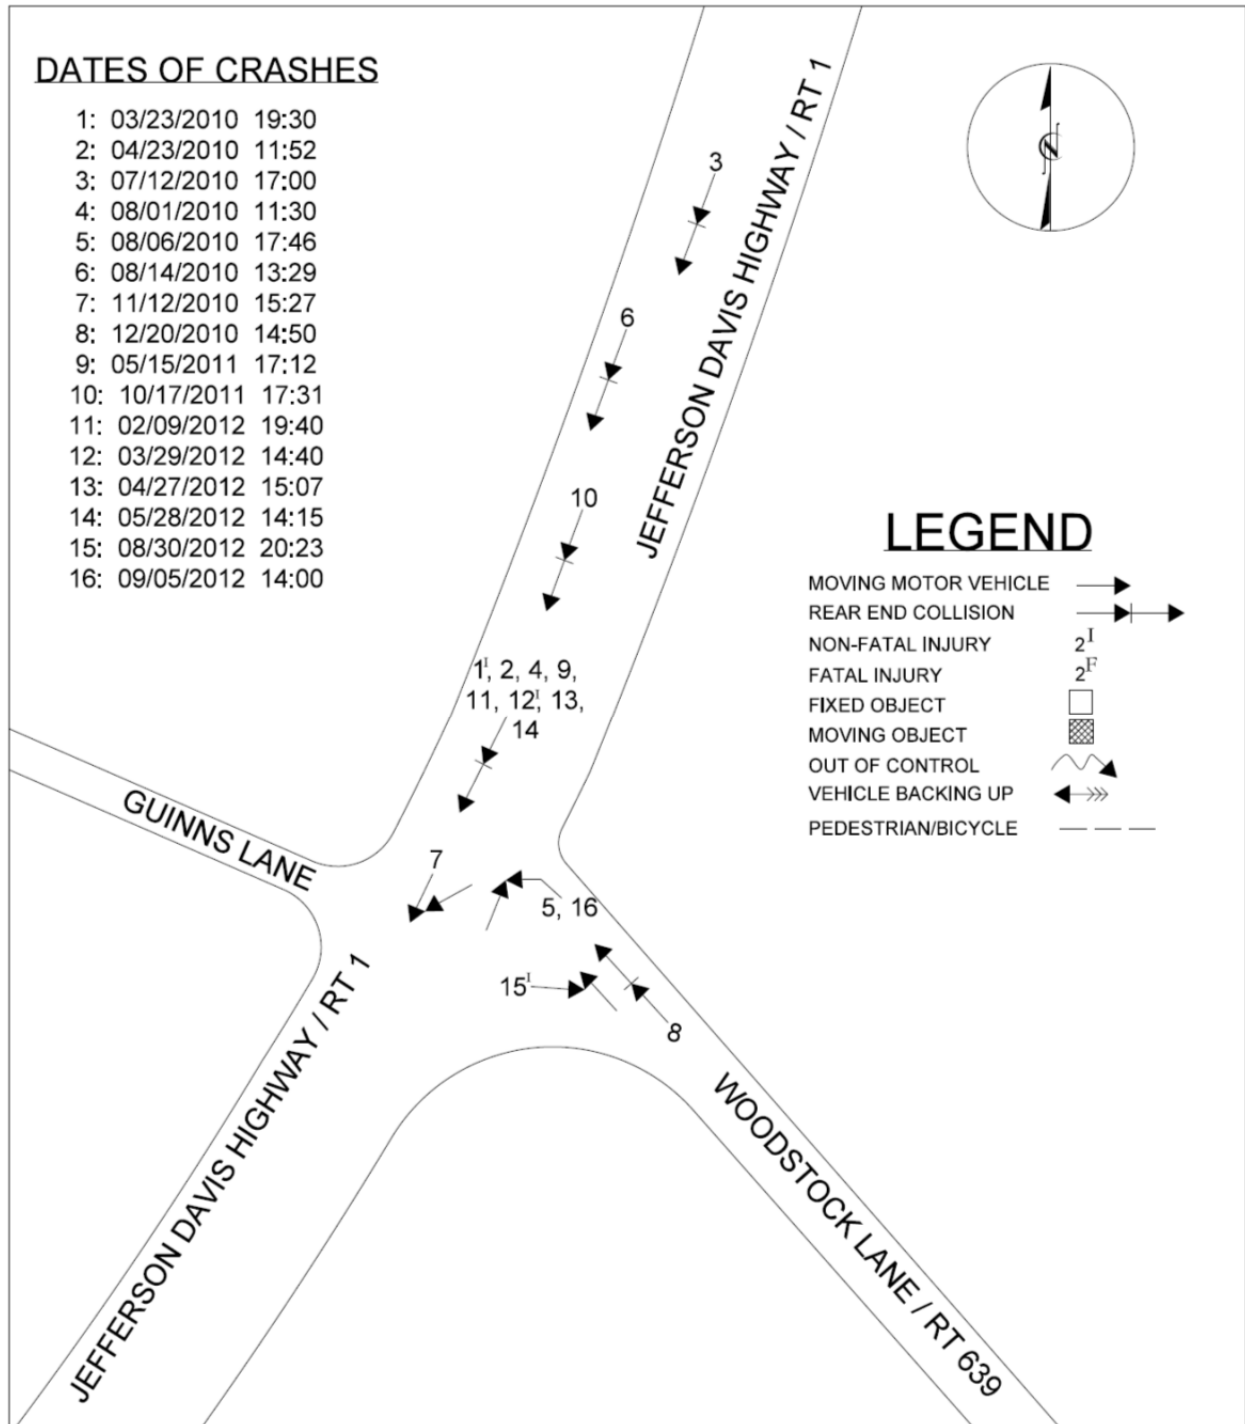 DATES OF CRASHES
1: 03/23/2010 19:30
2: 04/23/2010 11:52
3: 07/12/2010 17:00
4: 08/01/2010 11:30
5: 08/06/2010 17:46
6: 08/14/2010 13:29
7: 11/12/2010 15:27
8: 12/20/2010 14:50
9: 05/15/2011 17:12
10: 10/17/2011 17:31
11: 02/09/2012 19:40
12: 03/29/2012 14:40
13: 04/27/2012 15:07
14: 05/28/2012 14:15
15: 08/30/2012 20:23
16: 09/05/2012 14:00
JEFFERSON DAVIS HIGHWAY / RT 1
N
3
6
10
1ᴵ, 2, 4, 9,
11, 12ᴵ, 13,
14
GUINNS LANE
7
5, 16
15ᴵ
8
JEFFERSON DAVIS HIGHWAY / RT 1
WOODSTOCK LANE / RT 639
LEGEND
MOVING MOTOR VEHICLE
REAR END COLLISION
NON-FATAL INJURY 2ᴵ
FATAL INJURY 2ꟳ
FIXED OBJECT
MOVING OBJECT
OUT OF CONTROL
VEHICLE BACKING UP
PEDESTRIAN/BICYCLE